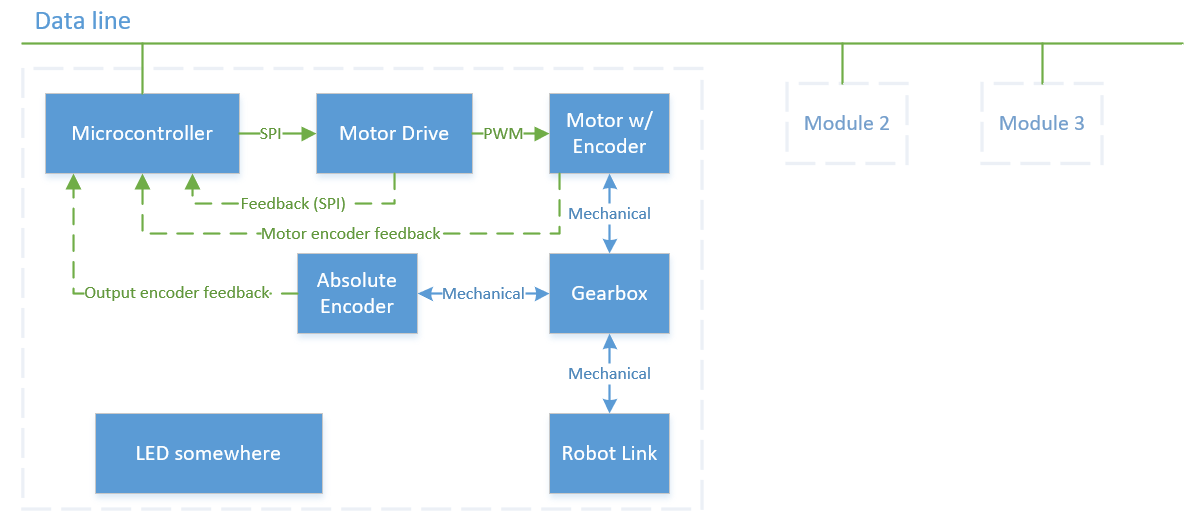 Data line
Microcontroller
SPI
Motor Drive
PWM
Motor w/
Encoder
Module 2
Module 3
Feedback (SPI)
Mechanical
Motor encoder feedback
Output encoder feedback
Absolute
Encoder
Mechanical
Gearbox
Mechanical
LED somewhere
Robot Link